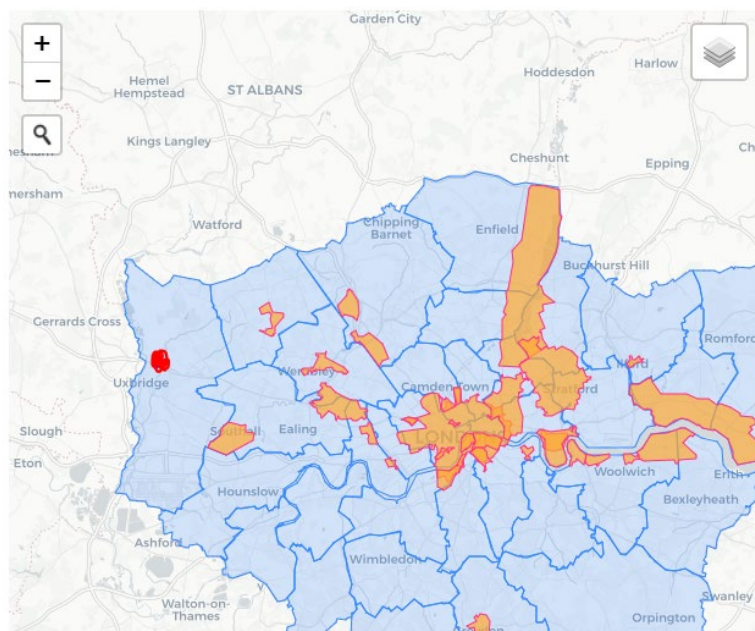 Garden City
+
−
Harlow
Hoddesdon
Hemel
Hempstead
ST ALBANS
Kings Langley
Cheshunt
Epping
mersham
Watford
Chipping
Barnet
Enfield
Buckhurst Hill
Gerrards Cross
Romford
Ilford
Uxbridge
Wembley
Camden Town
Stratford
Slough
Southall
Ealing
LONDON
Eton
Woolwich
Erith
Hounslow
Bexleyheath
Ashford
Wimbledon
Swanley
Walton-on-
Thames
Orpington